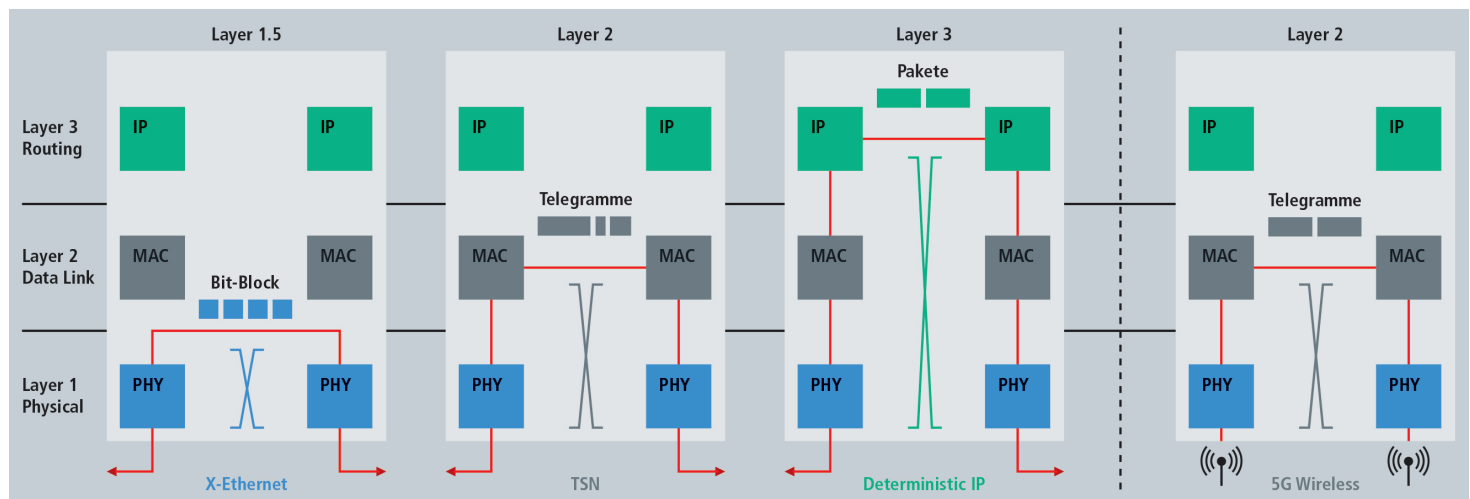 Layer 1.5
Layer 2
Layer 3
Layer 2
Layer 3
Routing
Layer 2
Data Link
Layer 1
Physical
IP
IP
MAC
MAC
Bit-Block
PHY
PHY
X-Ethernet
IP
IP
Telegramme
MAC
MAC
PHY
PHY
TSN
Pakete
IP
IP
MAC
MAC
PHY
PHY
Deterministic IP
IP
IP
Telegramme
MAC
MAC
PHY
PHY
5G Wireless